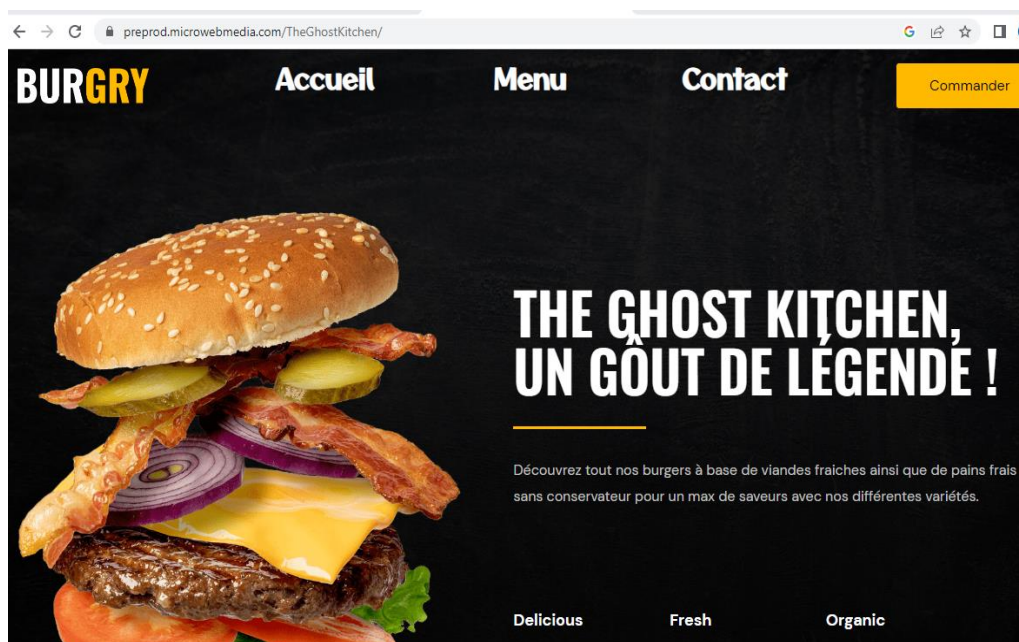 preprod.microwebmedia.com/TheGhostKitchen/
BURGRY
Accueil
Menu
Contact
Commander
THE GHOST KITCHEN,
UN GÔUT DE LÉGENDE !
Découvrez tout nos burgers à base de viandes fraiches ainsi que de pains frais
sans conservateur pour un max de saveurs avec nos différentes variétés.
Delicious
Fresh
Organic